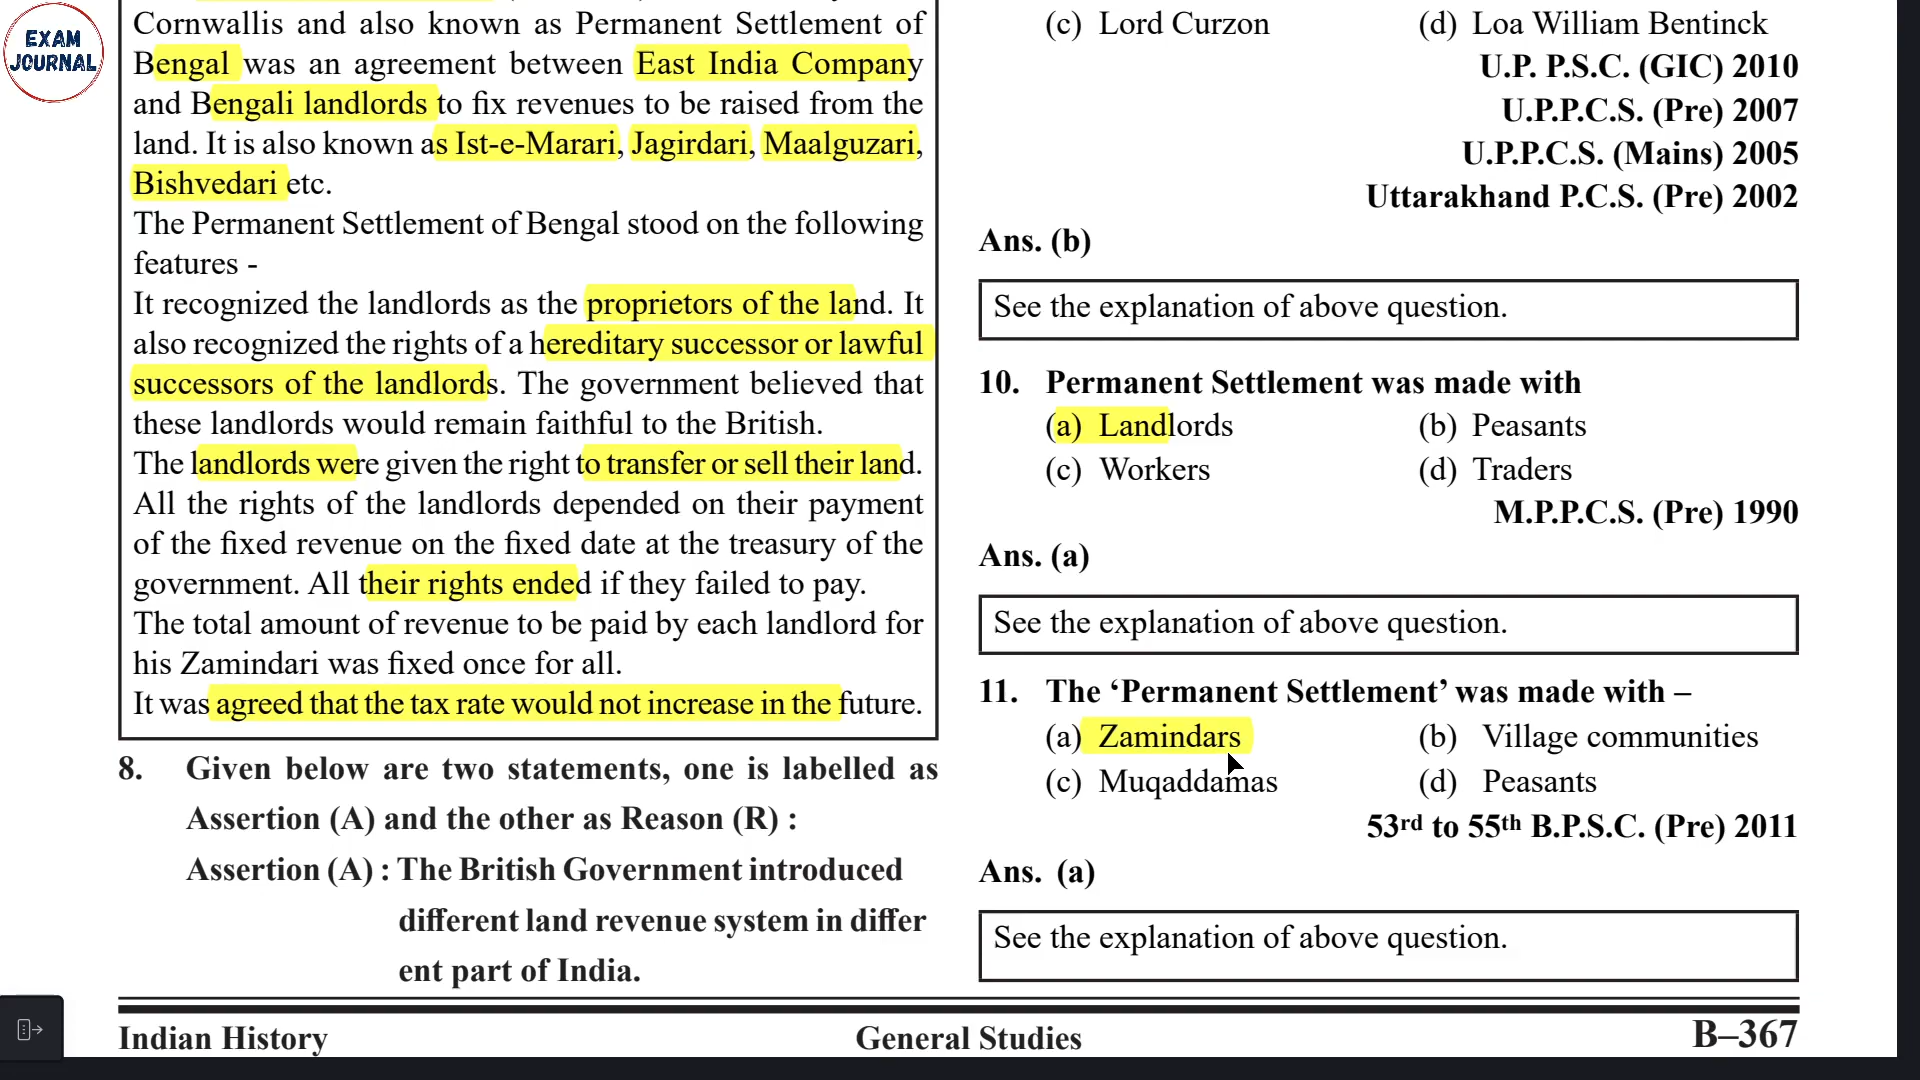 EXAM
JOURNAL
Cornwallis and also known as Permanent Settlement of
Bengal was an agreement between East India Company
and Bengali landlords to fix revenues to be raised from the
land. It is also known as Ist-e-Marari, Jagirdari, Maalguzari,
Bishvedari etc.
The Permanent Settlement of Bengal stood on the following
features -
It recognized the landlords as the proprietors of the land. It
also recognized the rights of a hereditary successor or lawful
successors of the landlords. The government believed that
these landlords would remain faithful to the British.
The landlords were given the right to transfer or sell their land.
All the rights of the landlords depended on their payment
of the fixed revenue on the fixed date at the treasury of the
government. All their rights ended if they failed to pay.
The total amount of revenue to be paid by each landlord for
his Zamindari was fixed once for all.
It was agreed that the tax rate would not increase in the future.
8. Given below are two statements, one is labelled as
Assertion (A) and the other as Reason (R) :
Assertion (A) : The British Government introduced
different land revenue system in differ
ent part of India.
(c) Lord Curzon (d) Loa William Bentinck
U.P. P.S.C. (GIC) 2010
U.P.P.C.S. (Pre) 2007
U.P.P.C.S. (Mains) 2005
Uttarakhand P.C.S. (Pre) 2002
Ans. (b)
See the explanation of above question.
10. Permanent Settlement was made with
(a) Landlords (b) Peasants
(c) Workers (d) Traders
M.P.P.C.S. (Pre) 1990
Ans. (a)
See the explanation of above question.
11. The ‘Permanent Settlement’ was made with –
(a) Zamindars (b) Village communities
(c) Muqaddamas (d) Peasants
53rd to 55th B.P.S.C. (Pre) 2011
Ans. (a)
See the explanation of above question.
Indian History General Studies B–367